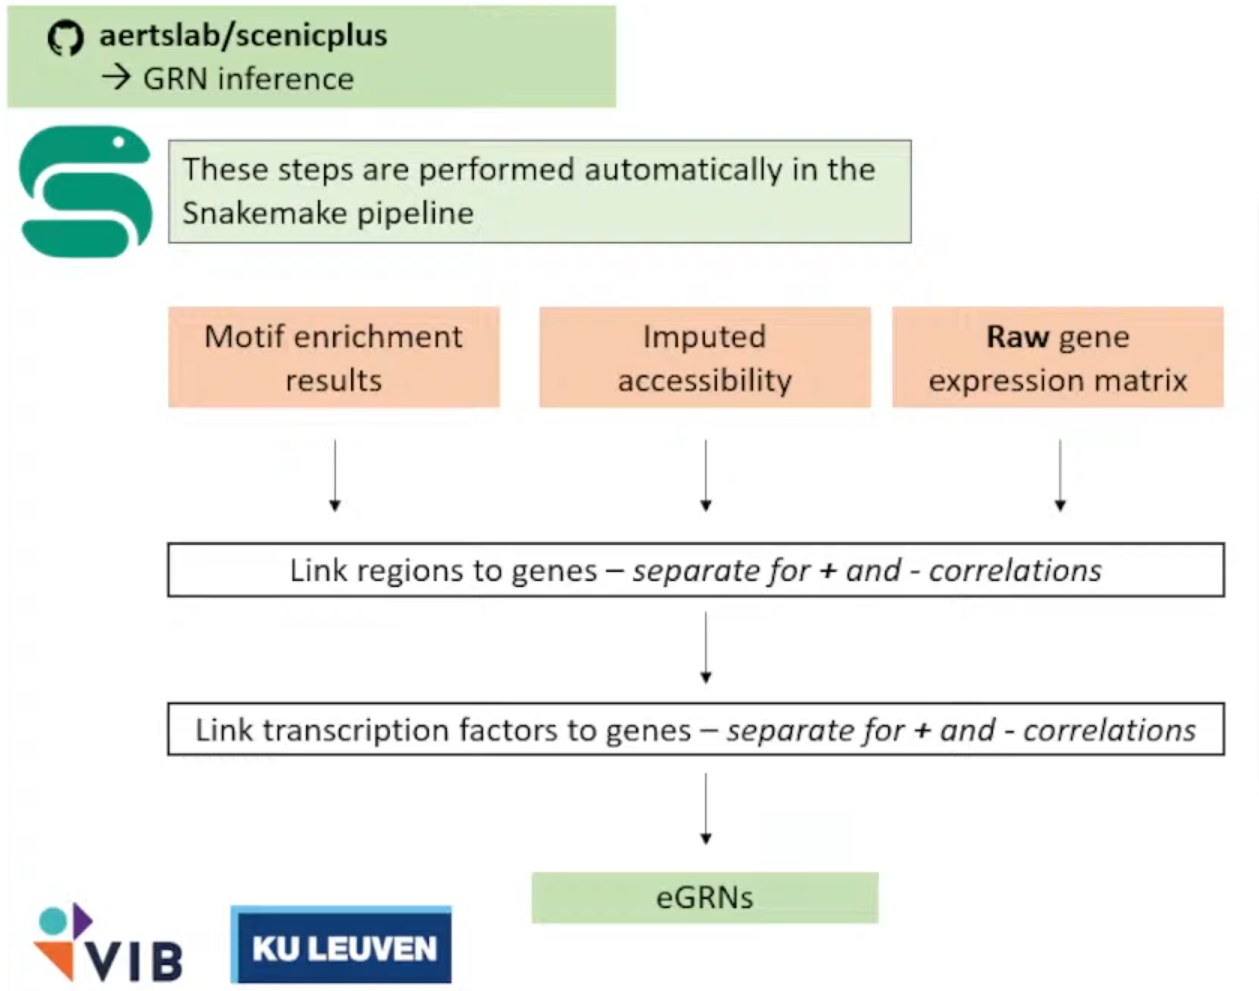 aertslab/scenicplus
→ GRN inference
These steps are performed automatically in the
Snakemake pipeline
Motif enrichment
results
Imputed
accessibility
Raw gene
expression matrix
Link regions to genes – separate for + and - correlations
Link transcription factors to genes – separate for + and - correlations
eGRNs
VIB
KU LEUVEN